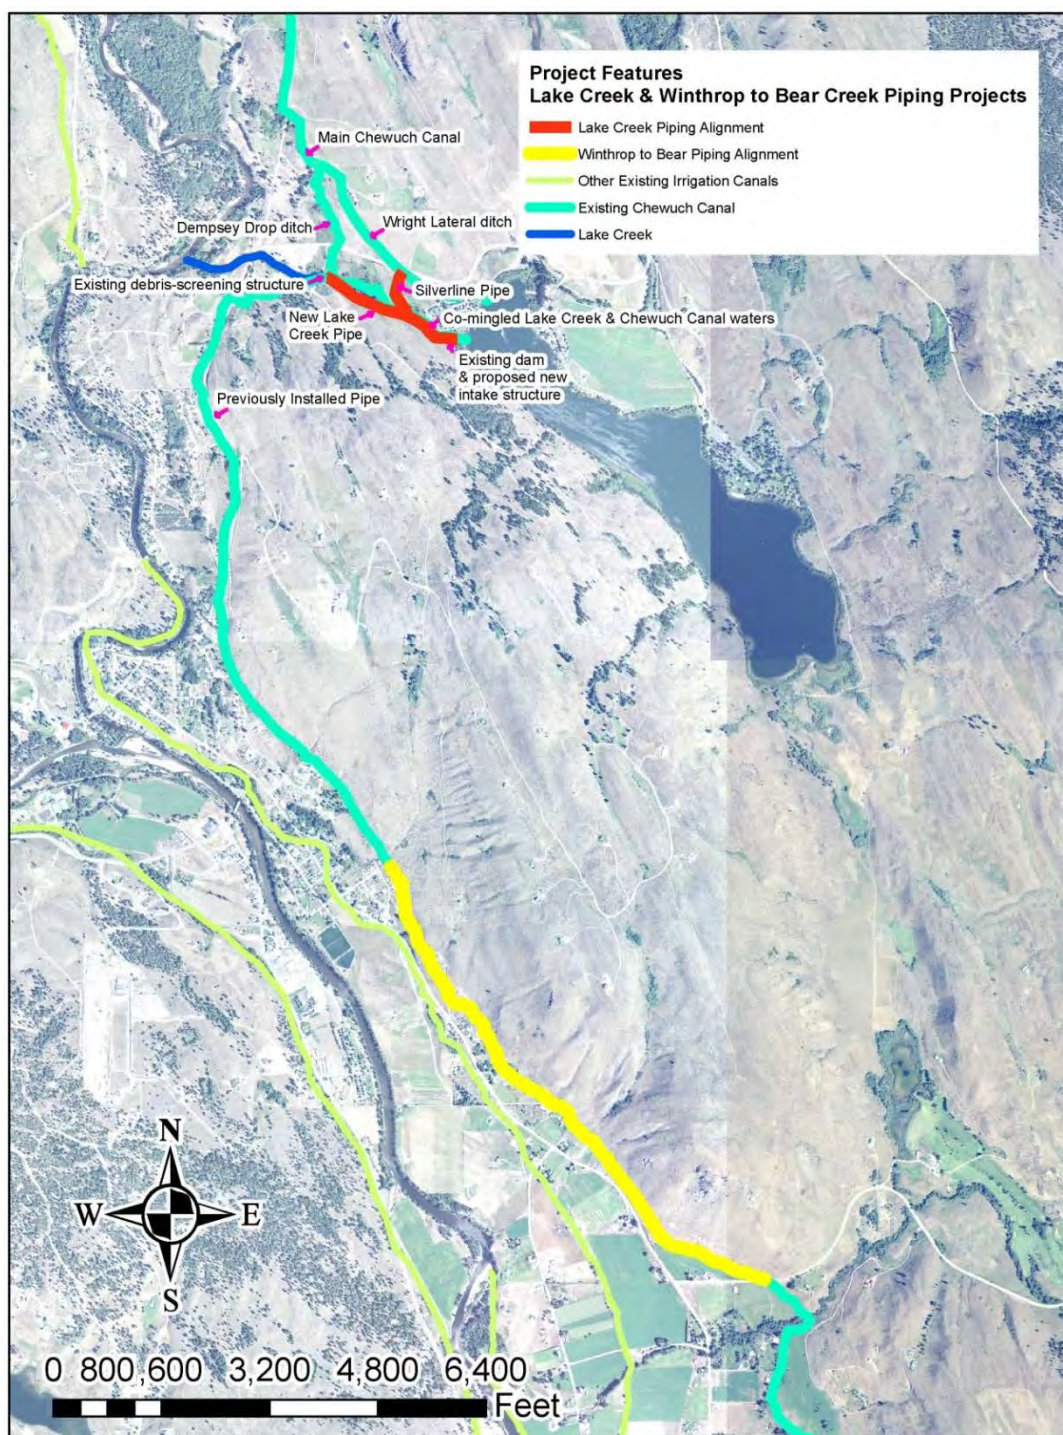 Project Features
Lake Creek & Winthrop to Bear Creek Piping Projects
Lake Creek Piping Alignment
Winthrop to Bear Piping Alignment
Other Existing Irrigation Canals
Existing Chewuch Canal
Lake Creek
Main Chewuch Canal
Dempsey Drop ditch
Wright Lateral ditch
Existing debris-screening structure
Silverline Pipe
New Lake
Creek Pipe
Co-mingled Lake Creek & Chewuch Canal waters
Existing dam
& proposed new
intake structure
Previously Installed Pipe
N
W
E
S
0 800,600 3,200 4,800 6,400
Feet